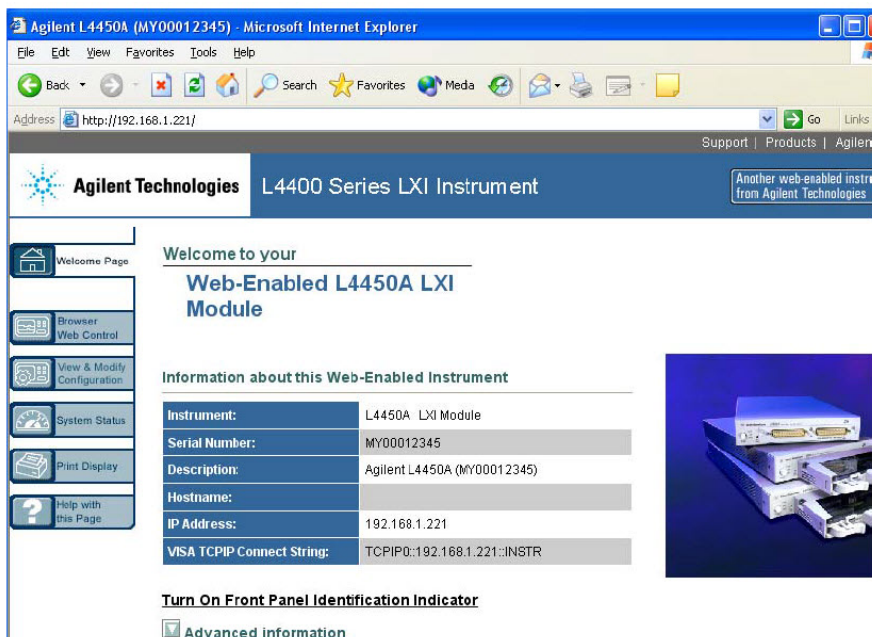 Agilent L4450A (MY00012345) - Microsoft Internet Explorer
File Edt View Favorites Tools Help
Back Search Favorites Meda
Address http://192.168.1.221/ Go Links
Support | Products | Agilen
Agilent Technologies L4400 Series LXI Instrument
Another web-enabled instr
from Agilent Technologies
Welcome Page
Browser
Web Control
View & Modify
Configuration
System Status
Print Display
Help with
this Page
Welcome to your
Web-Enabled L4450A LXI
Module
Information about this Web-Enabled Instrument
Instrument: L4450A LXI Module
Serial Number: MY00012345
Description: Agilent L4450A (MY00012345)
Hostname:
IP Address: 192.168.1.221
VISA TCPIP Connect String: TCPIP0::192.168.1.221::INSTR
Turn On Front Panel Identification Indicator
Advanced information